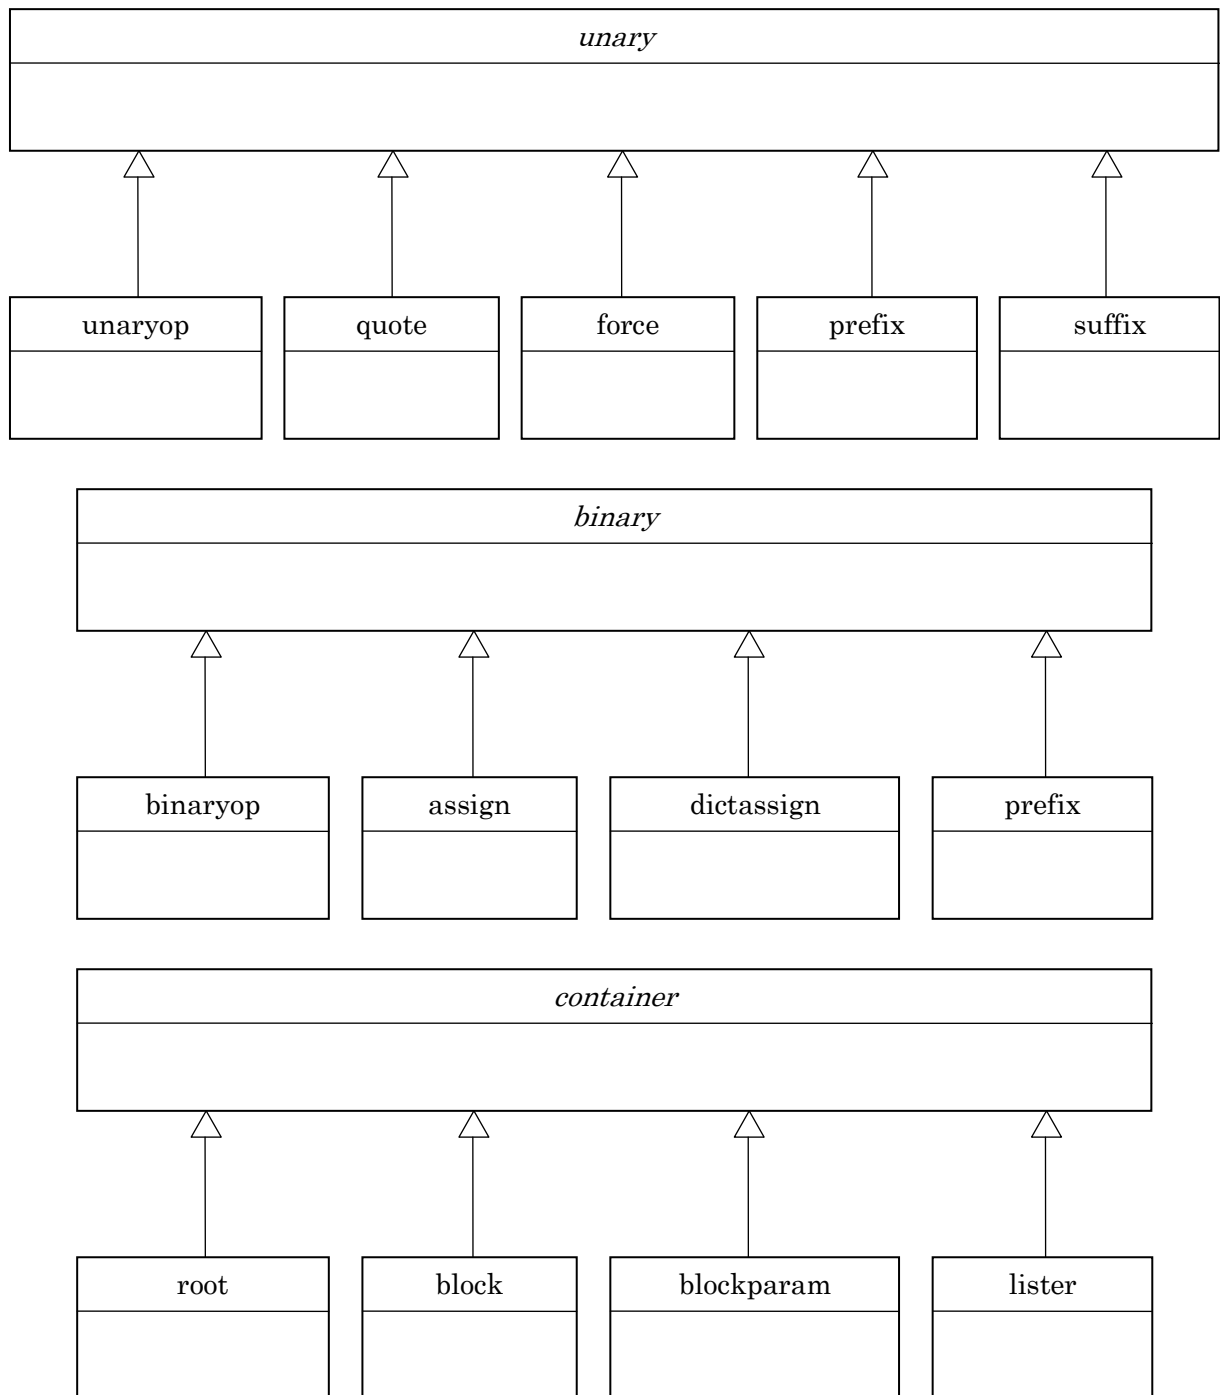 unary
unaryop quote force prefix suffix
binary
binaryop assign dictassign prefix
container
root block blockparam lister